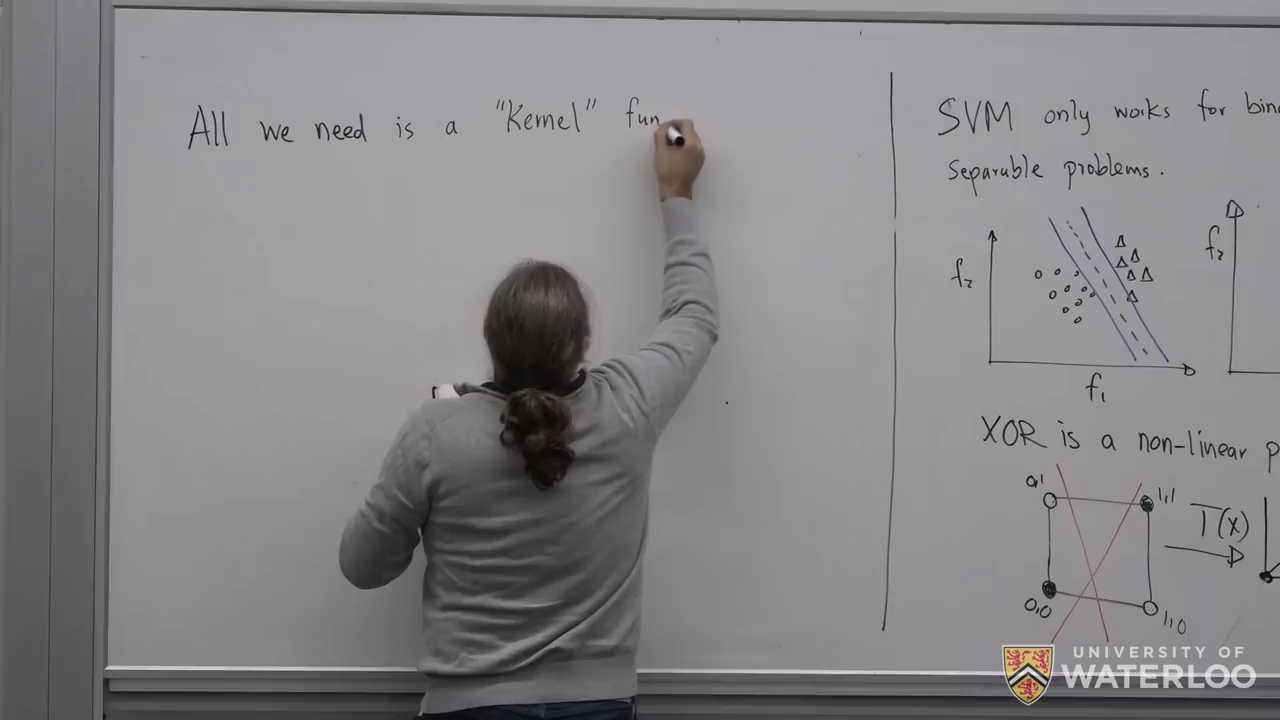 All we need is a "Kernel" fun
SVM only works for bin
separable problems.
f₂
f₁
f₂
XOR is a non-linear p
0,1
1,1
T(x)
0,0
1,0
UNIVERSITY OF
WATERLOO